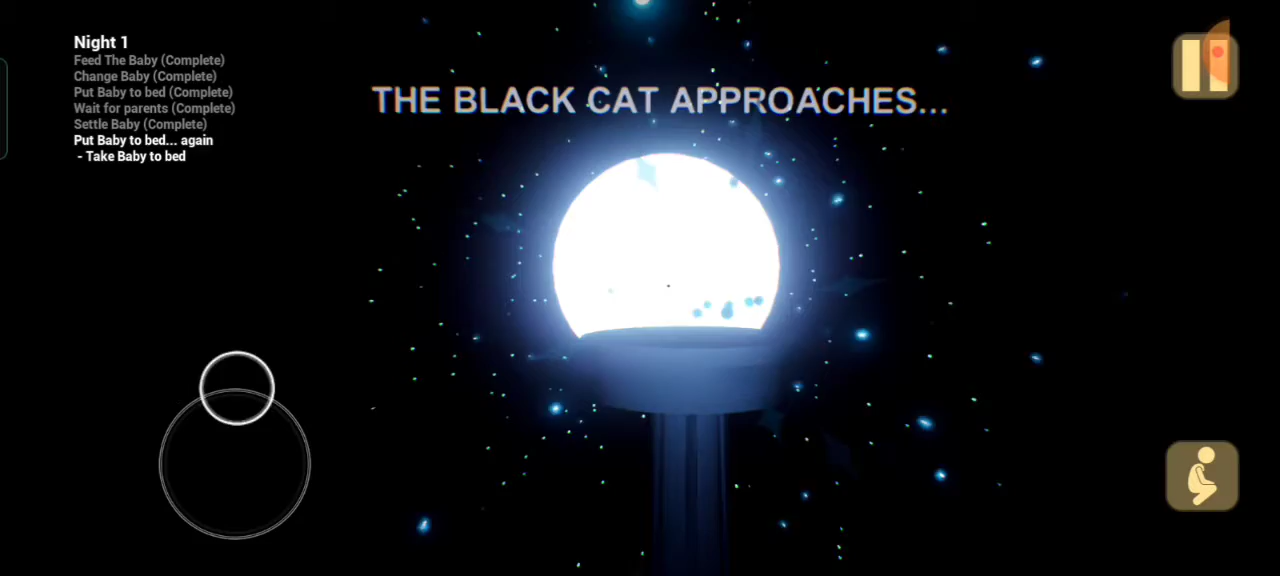 Night 1
Feed The Baby (Complete)
Change Baby (Complete)
Put Baby to bed (Complete)
Wait for parents (Complete)
Settle Baby (Complete)
Put Baby to bed... again
- Take Baby to bed
THE BLACK CAT APPROACHES...